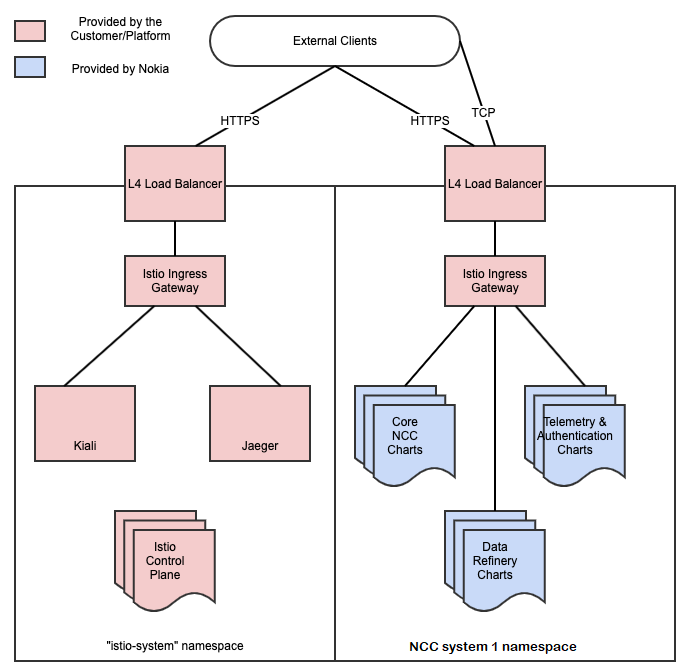 Provided by the
Customer/Platform
Provided by Nokia
External Clients
HTTPS
HTTPS
TCP
L4 Load Balancer
L4 Load Balancer
Istio Ingress
Gateway
Istio Ingress
Gateway
Kiali
Jaeger
Core
NCC
Charts
Telemetry &
Authentication
Charts
Istio
Control
Plane
Data
Refinery
Charts
"istio-system" namespace
NCC system 1 namespace